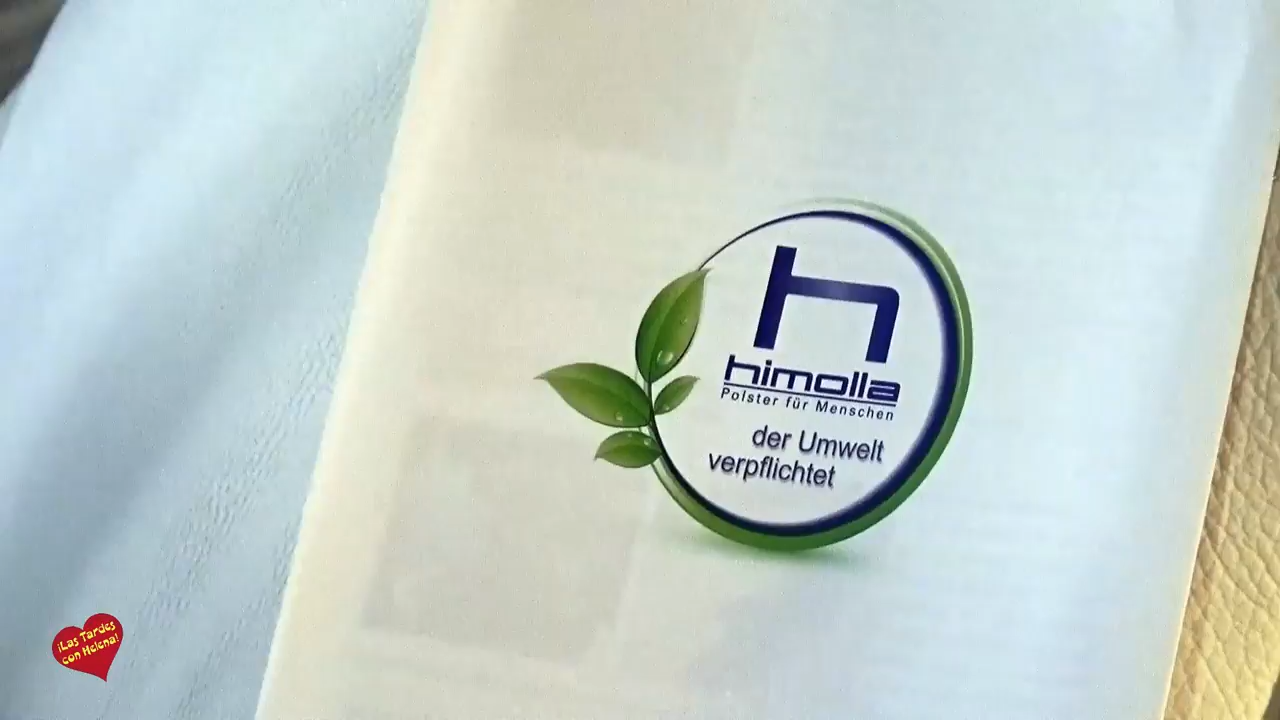 h
himolla
Polster für Menschen
der Umwelt
verpflichtet
¡Las Tardes
con Helena!